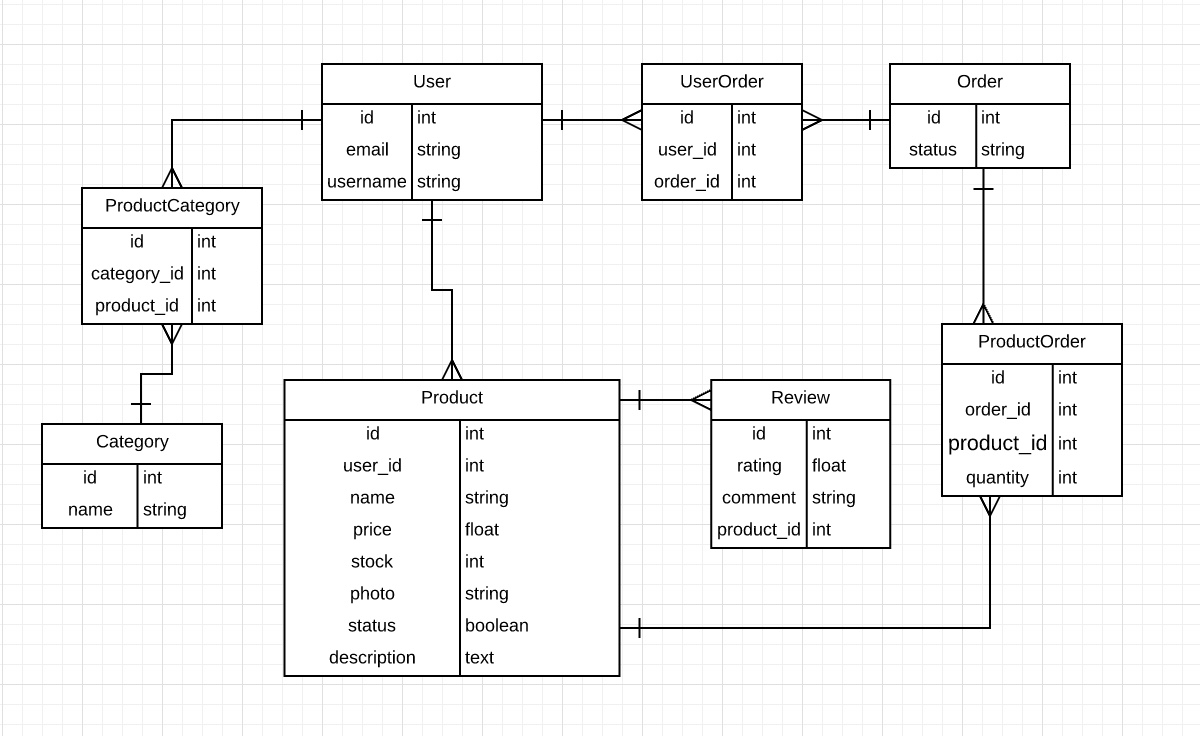 User
id int
email string
username string
UserOrder
id int
user_id int
order_id int
Order
id int
status string
ProductCategory
id int
category_id int
product_id int
Category
id int
name string
Product
id int
user_id int
name string
price float
stock int
photo string
status boolean
description text
Review
id int
rating float
comment string
product_id int
ProductOrder
id int
order_id int
product_id int
quantity int